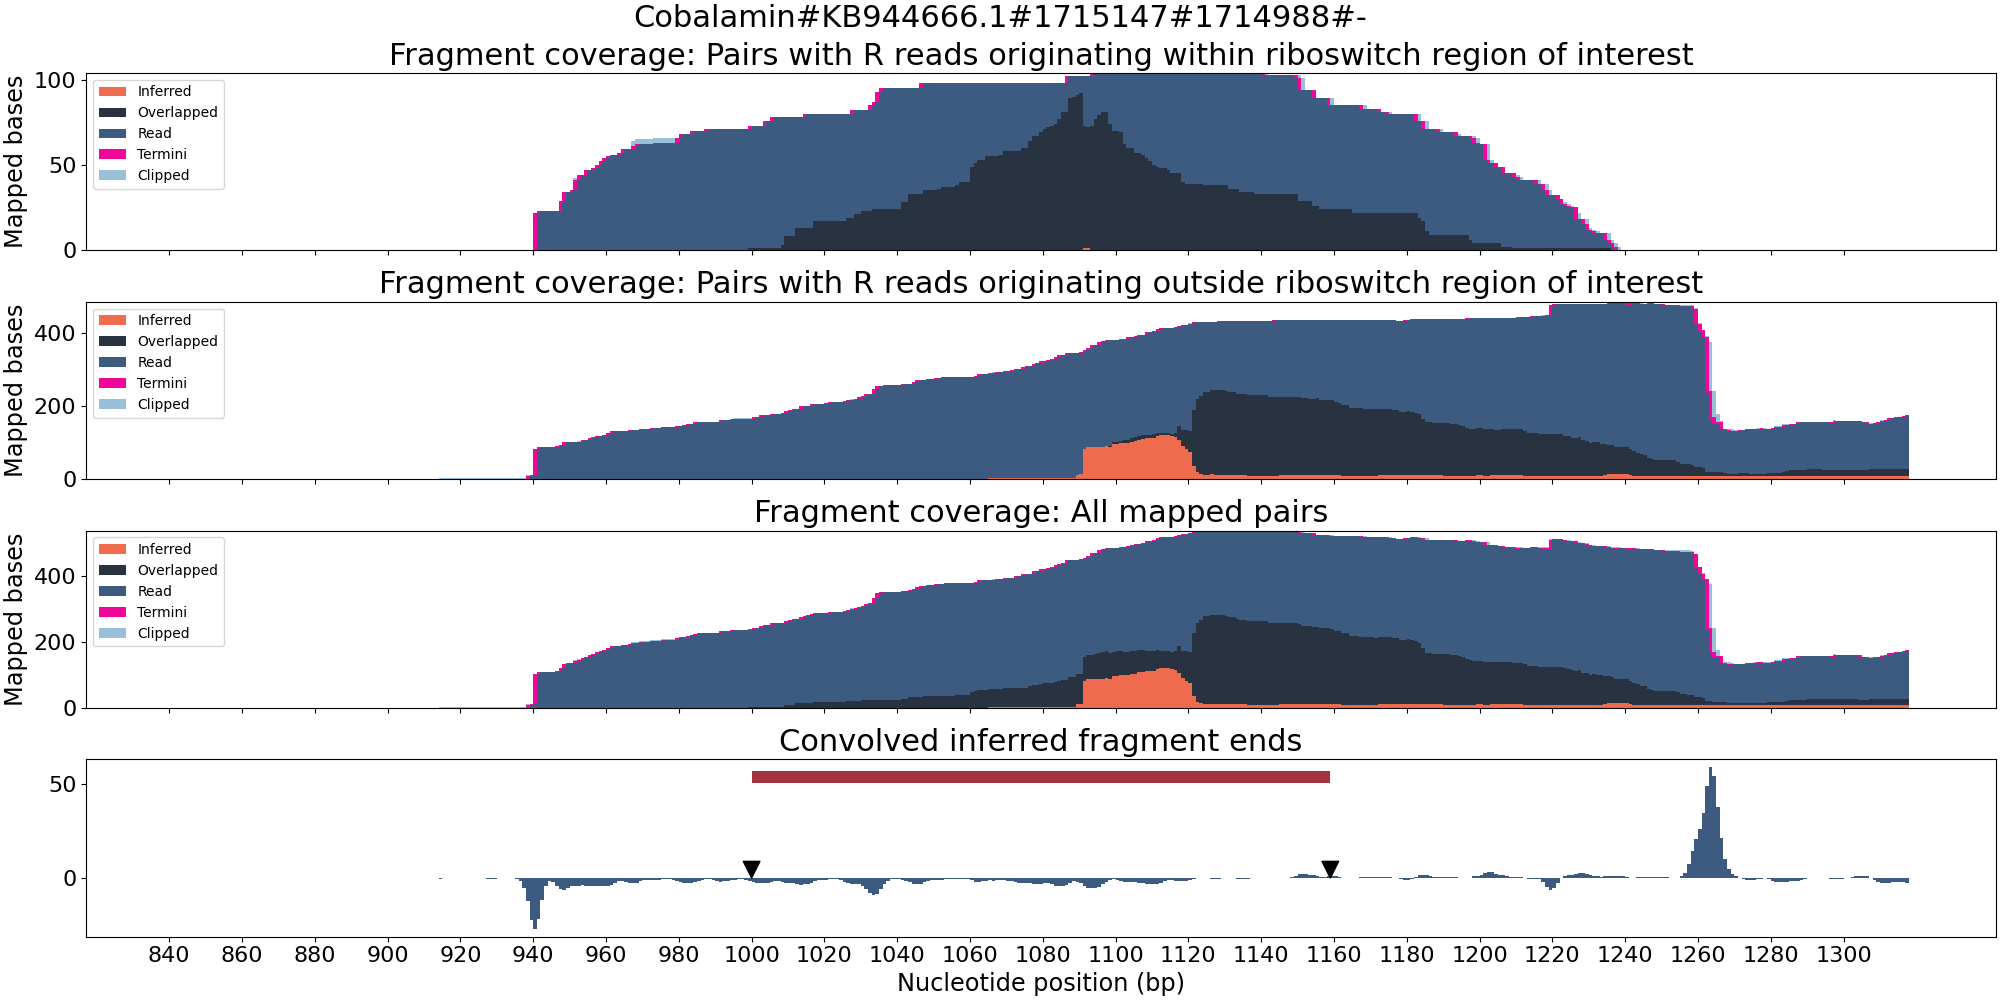 Cobalamin#KB944666.1#1715147#1714988#-
Fragment coverage: Pairs with R reads originating within riboswitch region of interest
Mapped bases
100
50
0
Inferred
Overlapped
Read
Termini
Clipped
Fragment coverage: Pairs with R reads originating outside riboswitch region of interest
Mapped bases
400
200
0
Inferred
Overlapped
Read
Termini
Clipped
Fragment coverage: All mapped pairs
Mapped bases
400
200
0
Inferred
Overlapped
Read
Termini
Clipped
Convolved inferred fragment ends
50
0
840 860 880 900 920 940 960 980 1000 1020 1040 1060 1080 1100 1120 1140 1160 1180 1200 1220 1240 1260 1280 1300
Nucleotide position (bp)